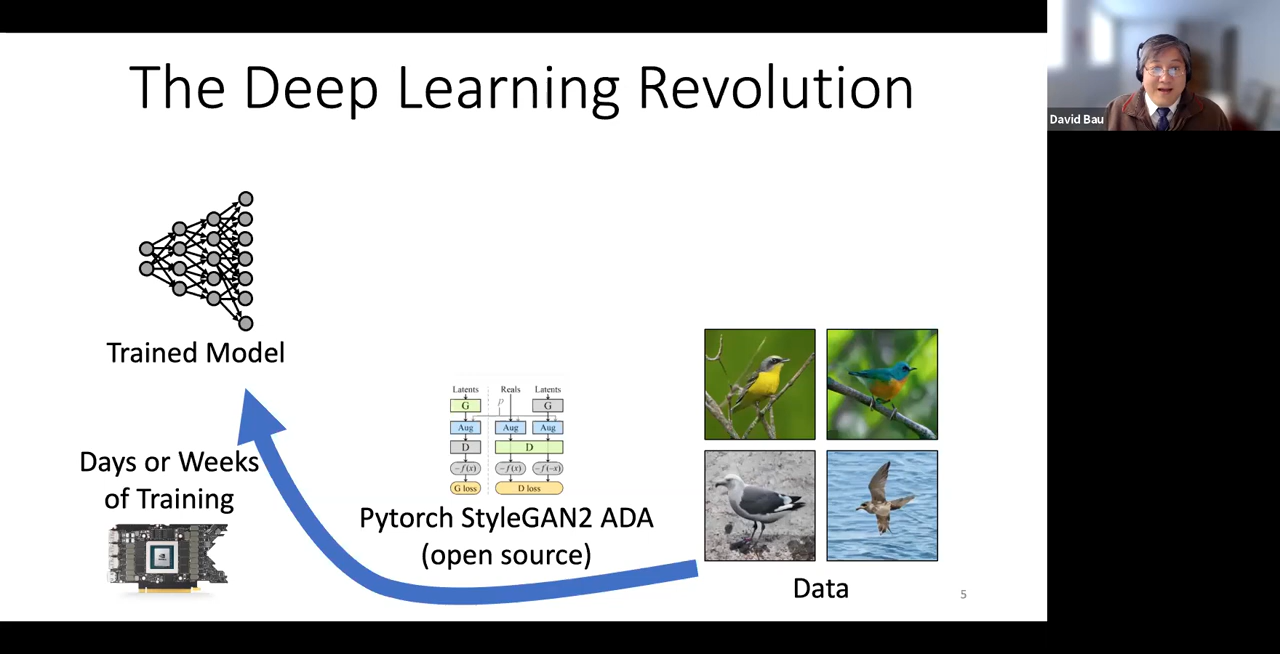 The Deep Learning Revolution
David Bau
Trained Model
Days or Weeks
of Training
Latents Reals Latents
p
G G
Aug Aug Aug
D D
−f(x) −f(x) −f(-x)
G loss D loss
Pytorch StyleGAN2 ADA
(open source)
Data
5